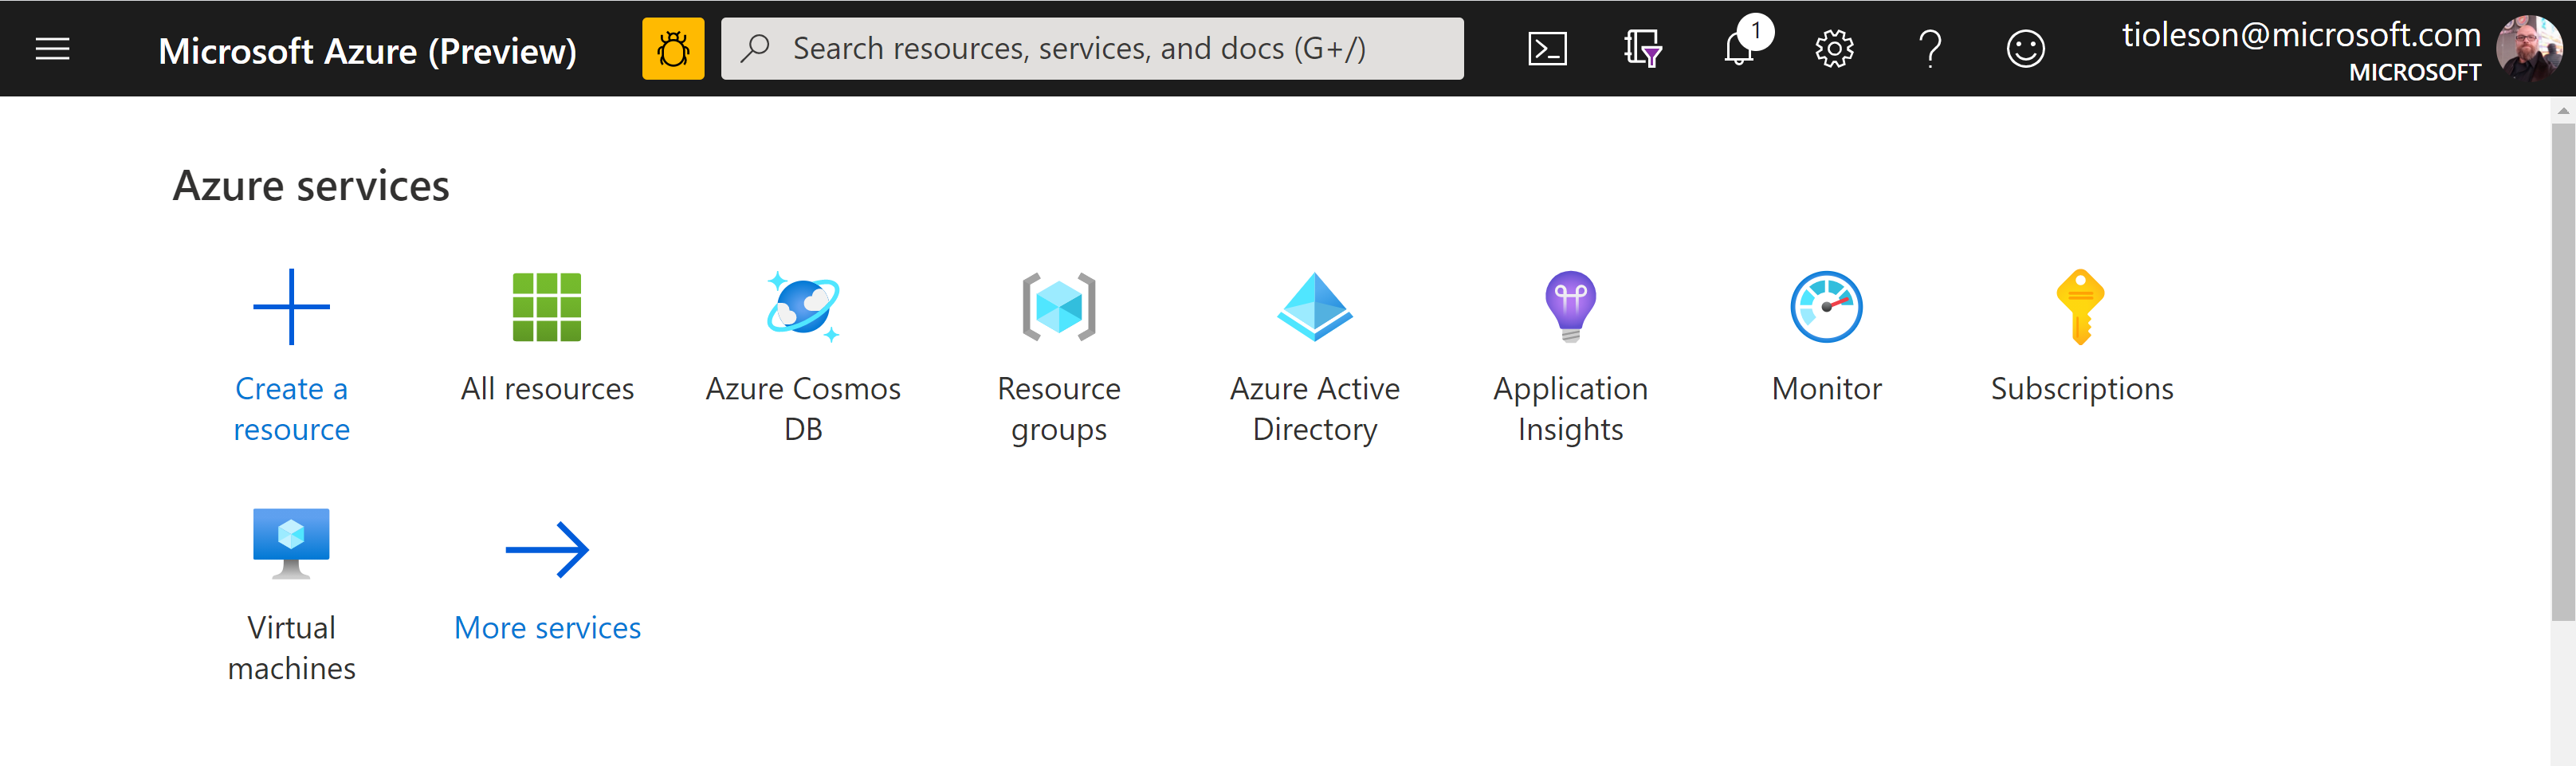 Microsoft Azure (Preview)
Search resources, services, and docs (G+/)
1
tioleson@microsoft.com
MICROSOFT
Azure services
Create a
resource
All resources
Azure Cosmos
DB
Resource
groups
Azure Active
Directory
Application
Insights
Monitor
Subscriptions
Virtual
machines
More services